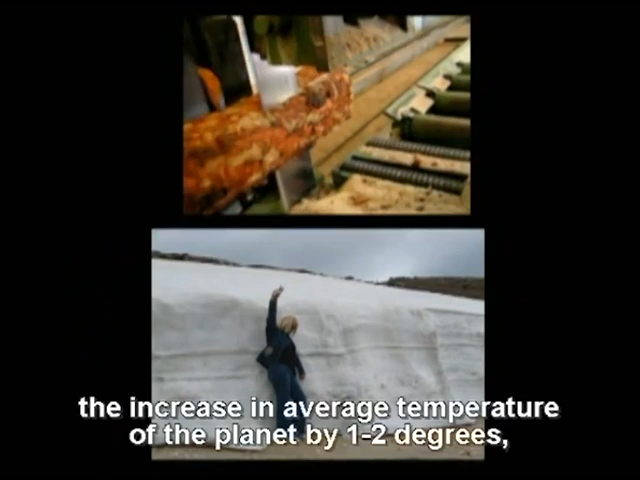 the increase in average temperature
of the planet by 1-2 degrees,